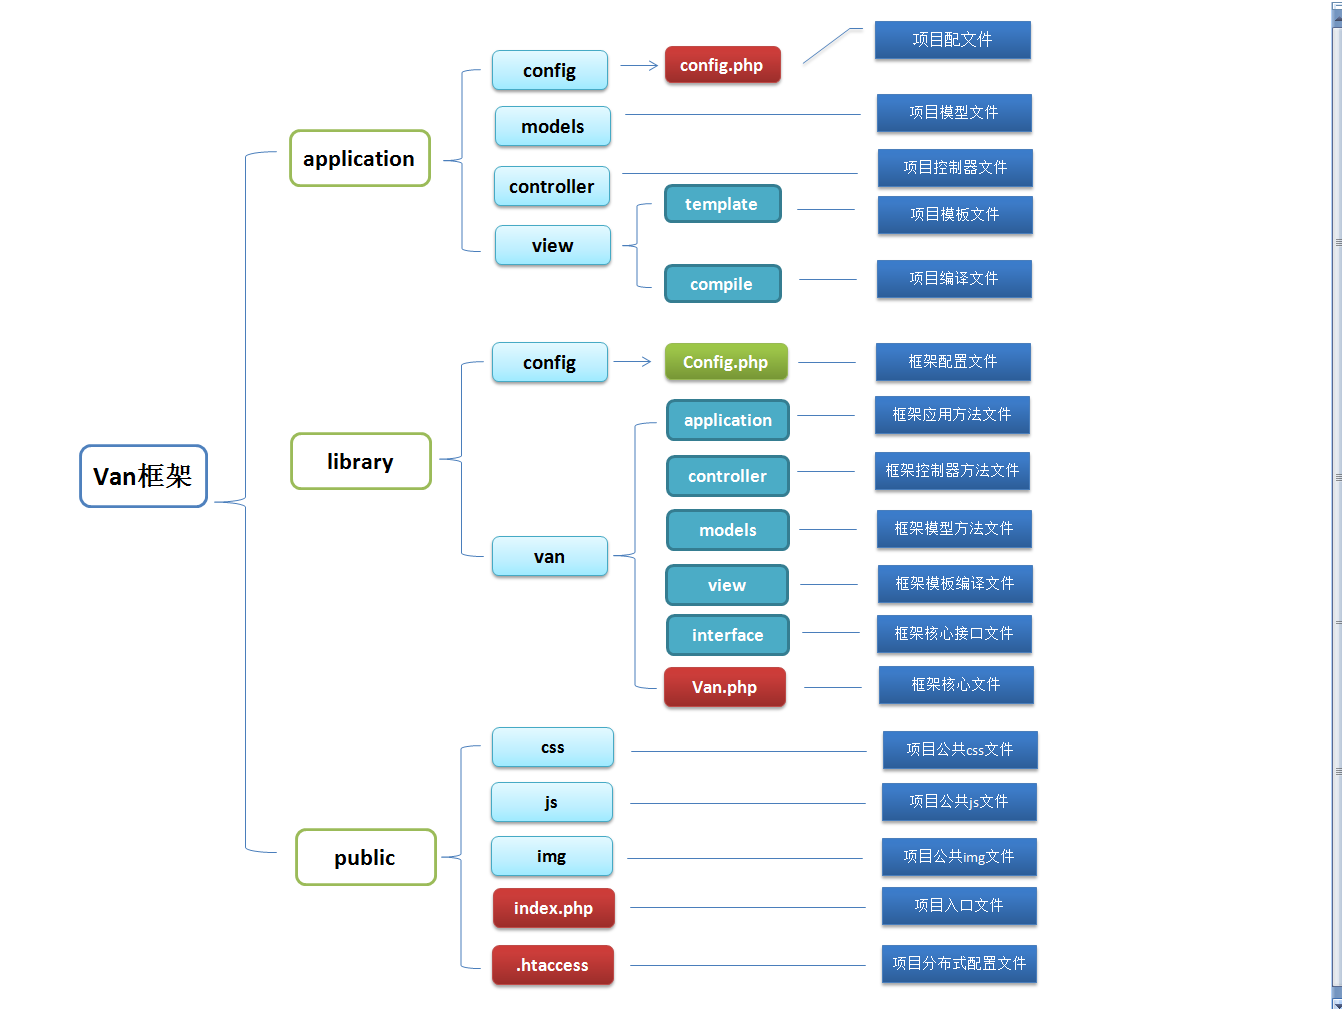 Van框架
application
config
config.php
项目配文件
models
项目模型文件
controller
项目控制器文件
view
template
项目模板文件
compile
项目编译文件
library
config
Config.php
框架配置文件
van
application
框架应用方法文件
controller
框架控制器方法文件
models
框架模型方法文件
view
框架模板编译文件
interface
框架核心接口文件
Van.php
框架核心文件
public
css
项目公共css文件
js
项目公共js文件
img
项目公共img文件
index.php
项目入口文件
.htaccess
项目分布式配置文件